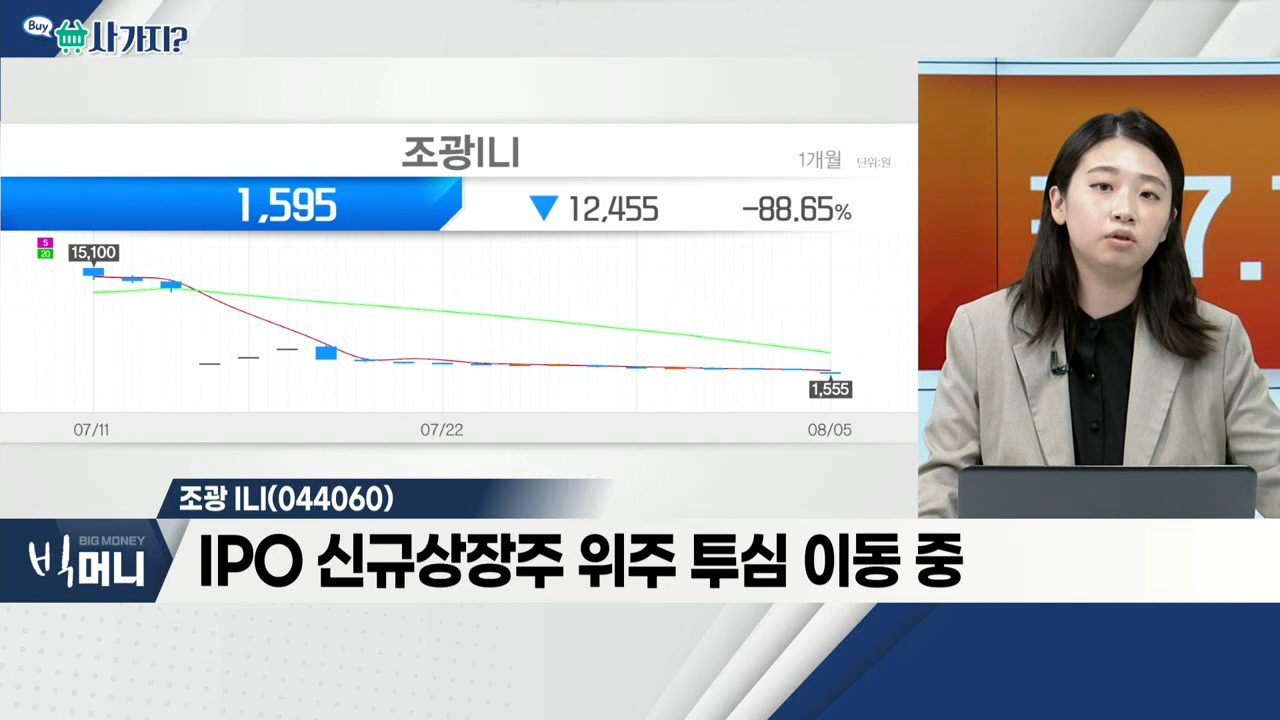 Buy 사가지?
조광ILI
1개월 단위:원
1,595 ▼ 12,455 -88.65%
5
20
15,100
1,555
07/11 07/22 08/05
7.
조광 ILI(044060)
BIG MONEY
빅머니
IPO 신규상장주 위주 투심 이동 중